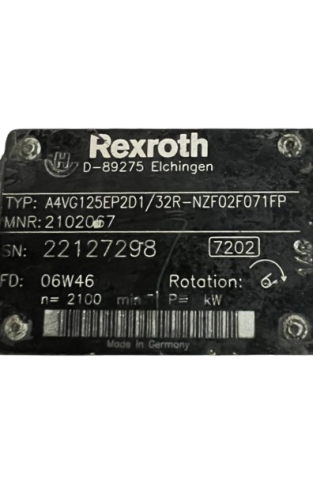 Rexroth
D-89275 Elchingen
TYP: A4VG125EP2D1/32R-NZF02F071FP
MNR: 2102067
SN: 22127298 7202
FD: 06W46 Rotation:
n= 2100 min⁻¹ P= kW
Made in Germany